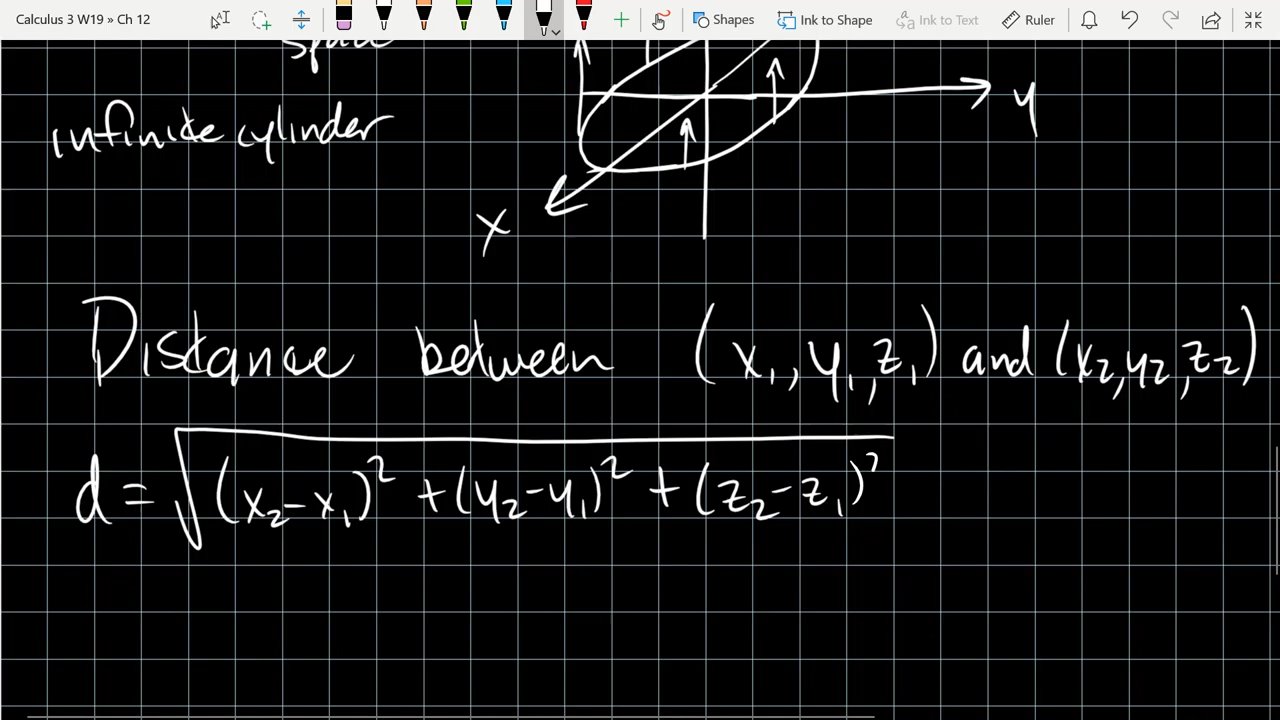 Calculus 3 W19 » Ch 12
Shapes
Ink to Shape
Ink to Text
Ruler
space
infinite cylinder
y
x
Distance between (x₁, y₁, z₁) and (x₂, y₂, z₂)
d = √((x₂-x₁)² + (y₂-y₁)² + (z₂-z₁)²)